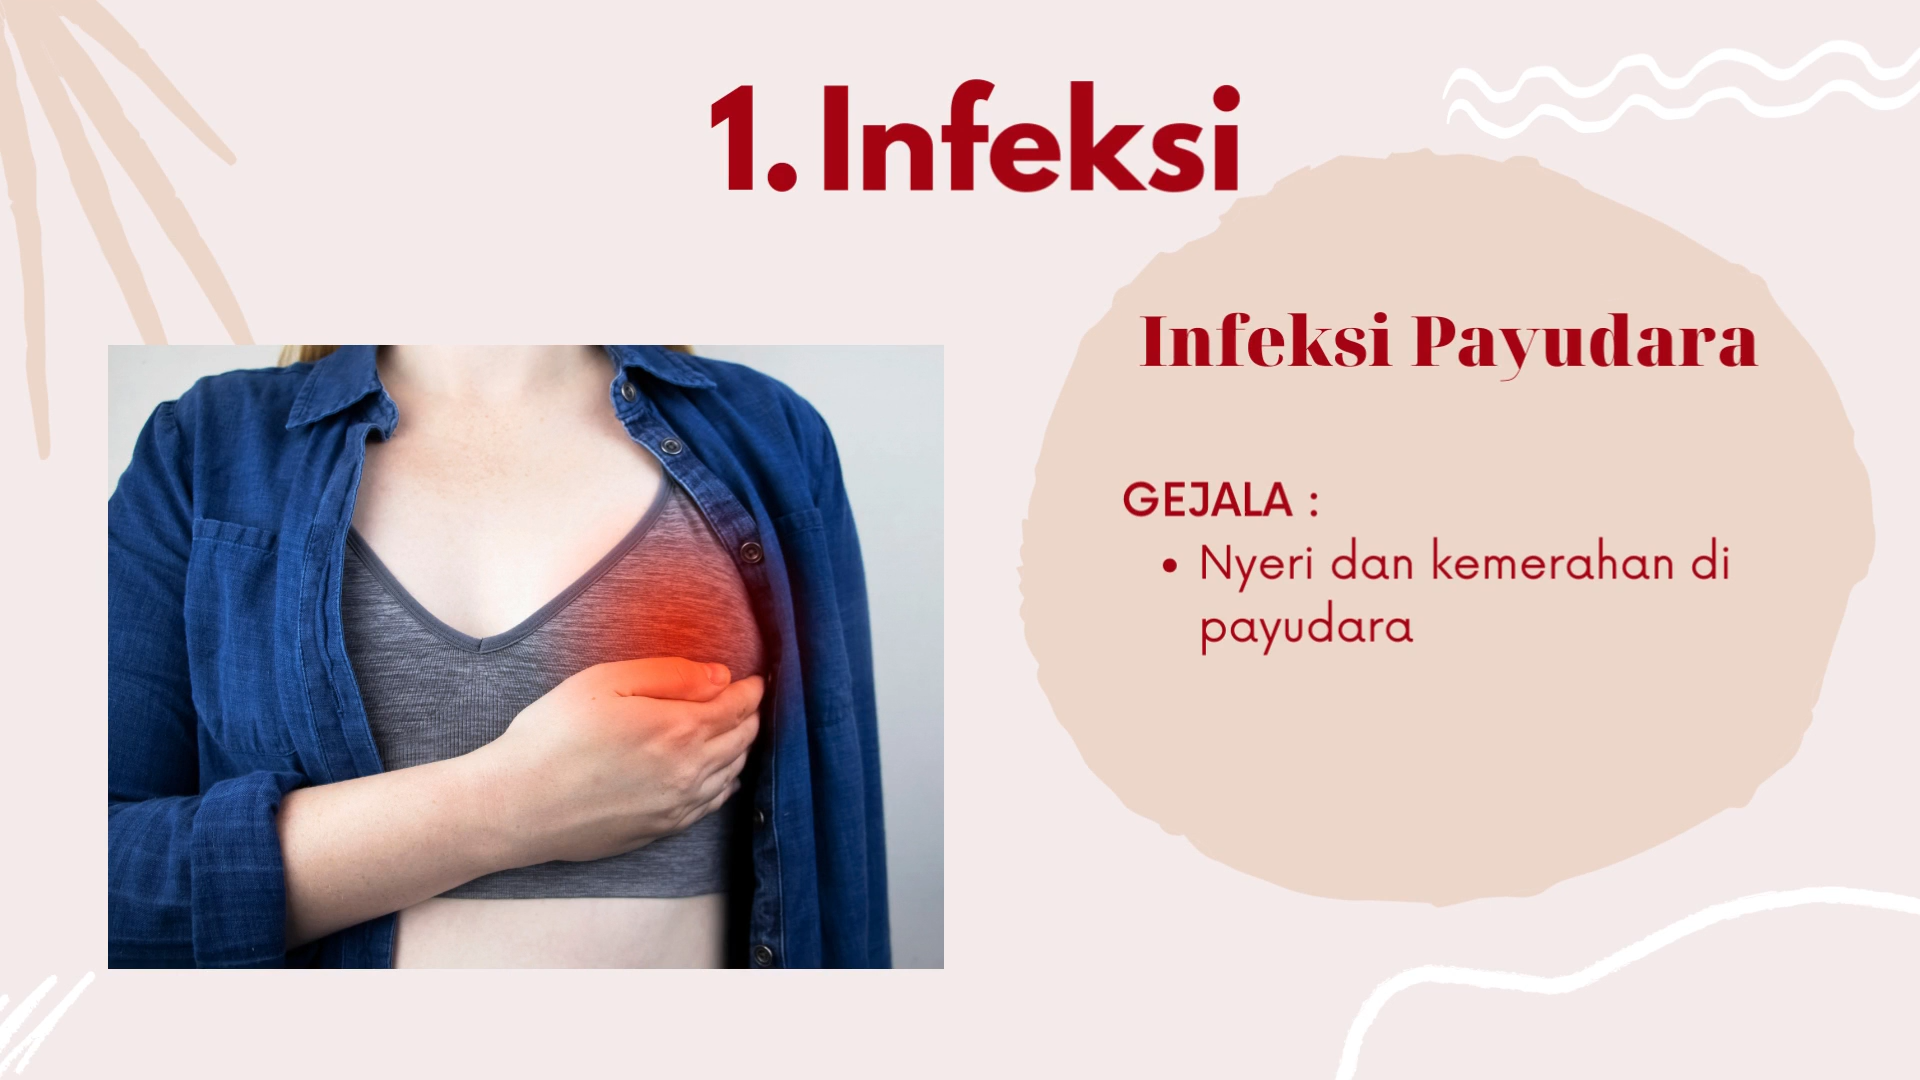 1. Infeksi
Infeksi Payudara
GEJALA :
• Nyeri dan kemerahan di
payudara